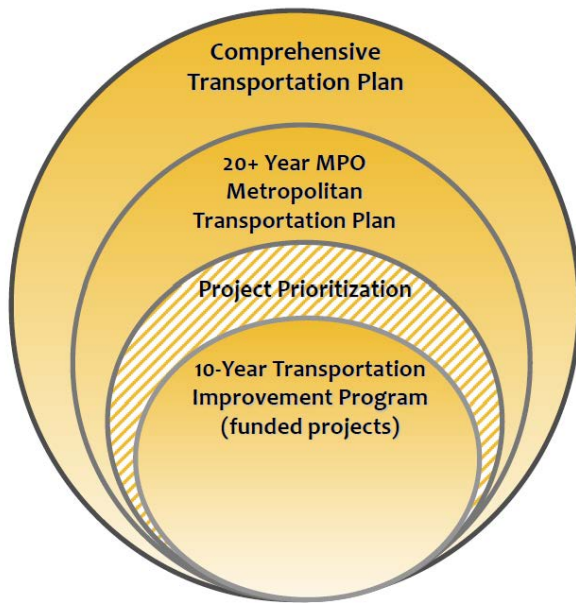 Comprehensive
Transportation Plan
20+ Year MPO
Metropolitan
Transportation Plan
Project Prioritization
10-Year Transportation
Improvement Program
(funded projects)